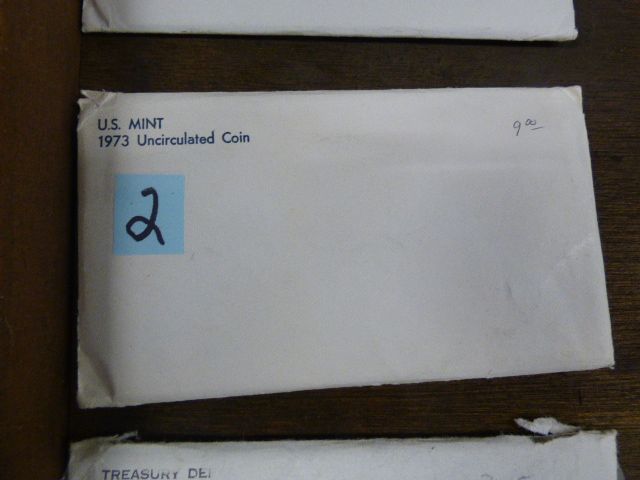 U.S. MINT
1973 Uncirculated Coin
9.00
2
TREASURY DE